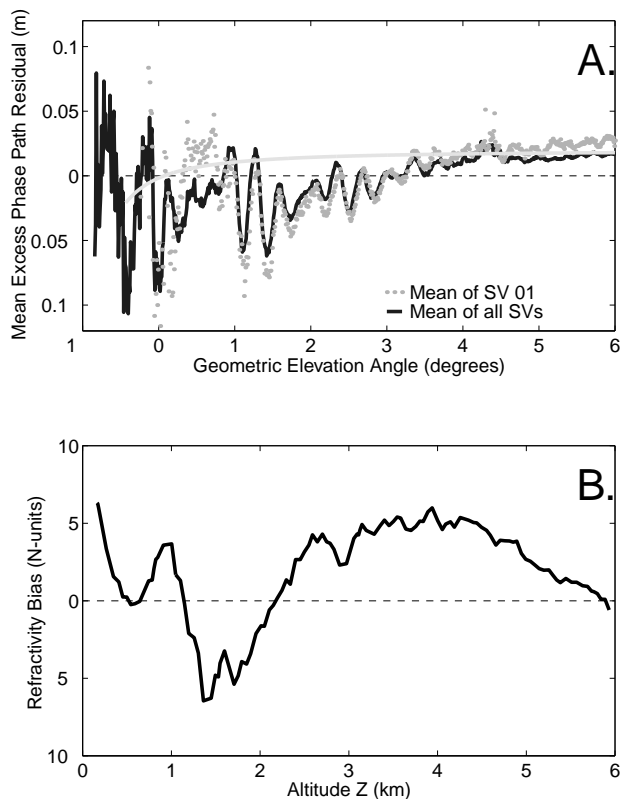 A.
Mean Excess Phase Path Residual (m)
0.1
0.05
0
0.05
0.1
Mean of SV 01
Mean of all SVs
1 0 1 2 3 4 5 6
Geometric Elevation Angle (degrees)
B.
Refractivity Bias (N-units)
10
5
0
5
10
0 1 2 3 4 5 6
Altitude Z (km)